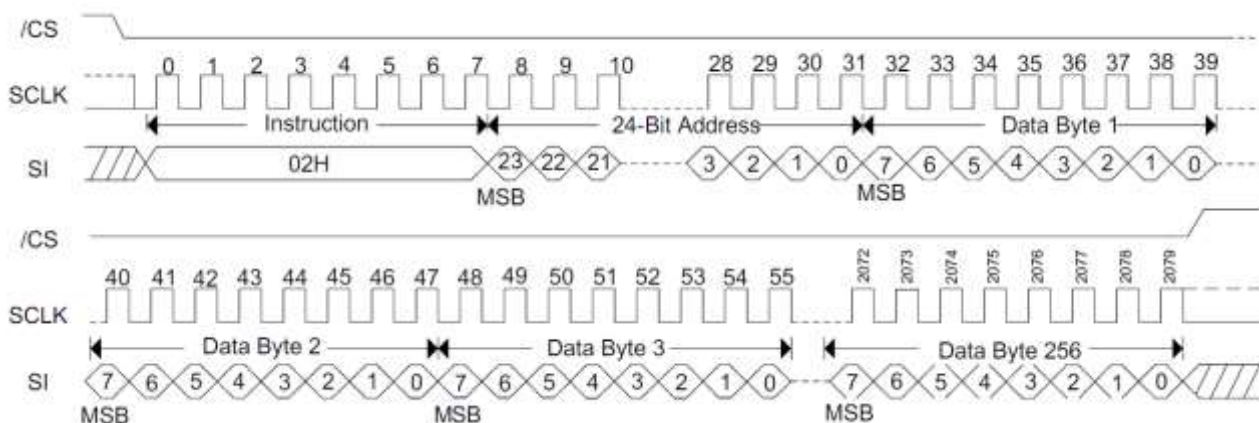 /CS
0 1 2 3 4 5 6 7 8 9 10 28 29 30 31 32 33 34 35 36 37 38 39
SCLK
Instruction 24-Bit Address Data Byte 1
SI 02H 23 22 21 3 2 1 0 7 6 5 4 3 2 1 0
MSB MSB
/CS
40 41 42 43 44 45 46 47 48 49 50 51 52 53 54 55 2072 2073 2074 2075 2076 2077 2078 2079
SCLK
Data Byte 2 Data Byte 3 Data Byte 256
SI 7 6 5 4 3 2 1 0 7 6 5 4 3 2 1 0 7 6 5 4 3 2 1 0
MSB MSB MSB